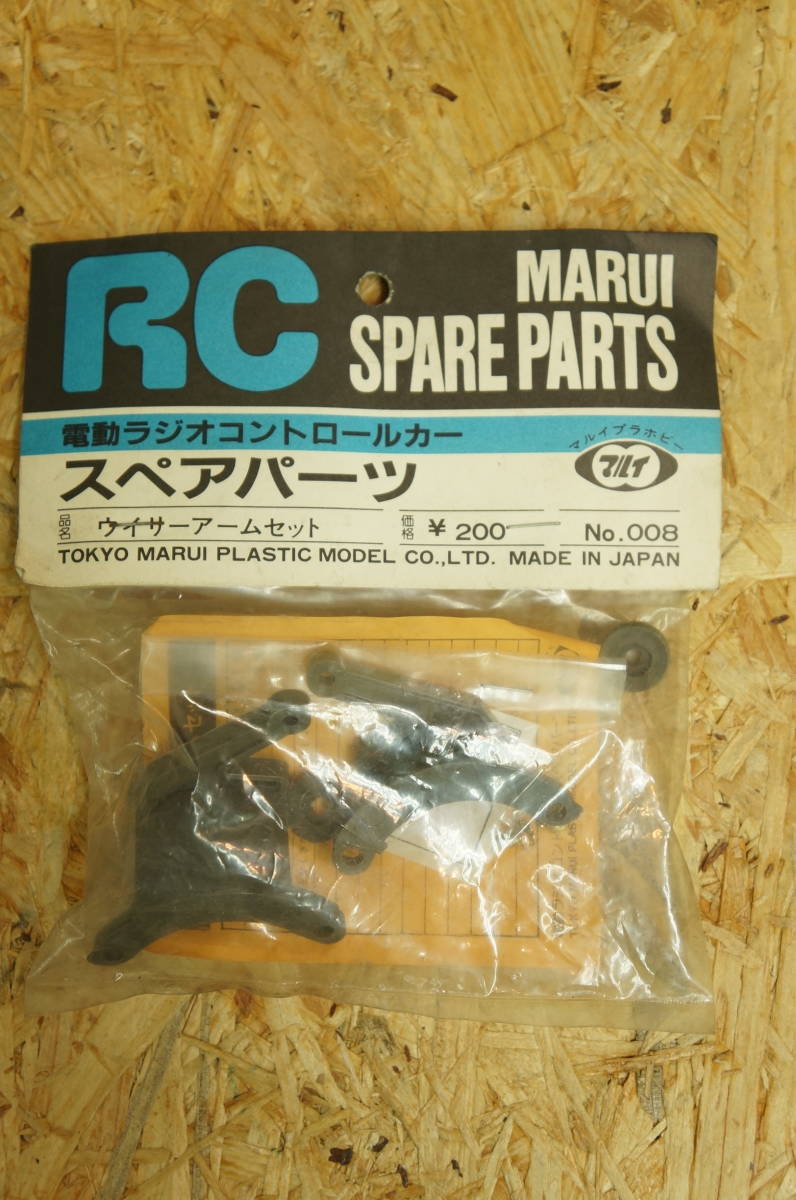 RC
MARUI
SPARE PARTS
電動ラジオコントロールカー
スペアパーツ
マルイプラホビー
マルイ
品名 ウイサーアームセット 価格 ¥ 200 No.008
TOKYO MARUI PLASTIC MODEL CO.,LTD. MADE IN JAPAN